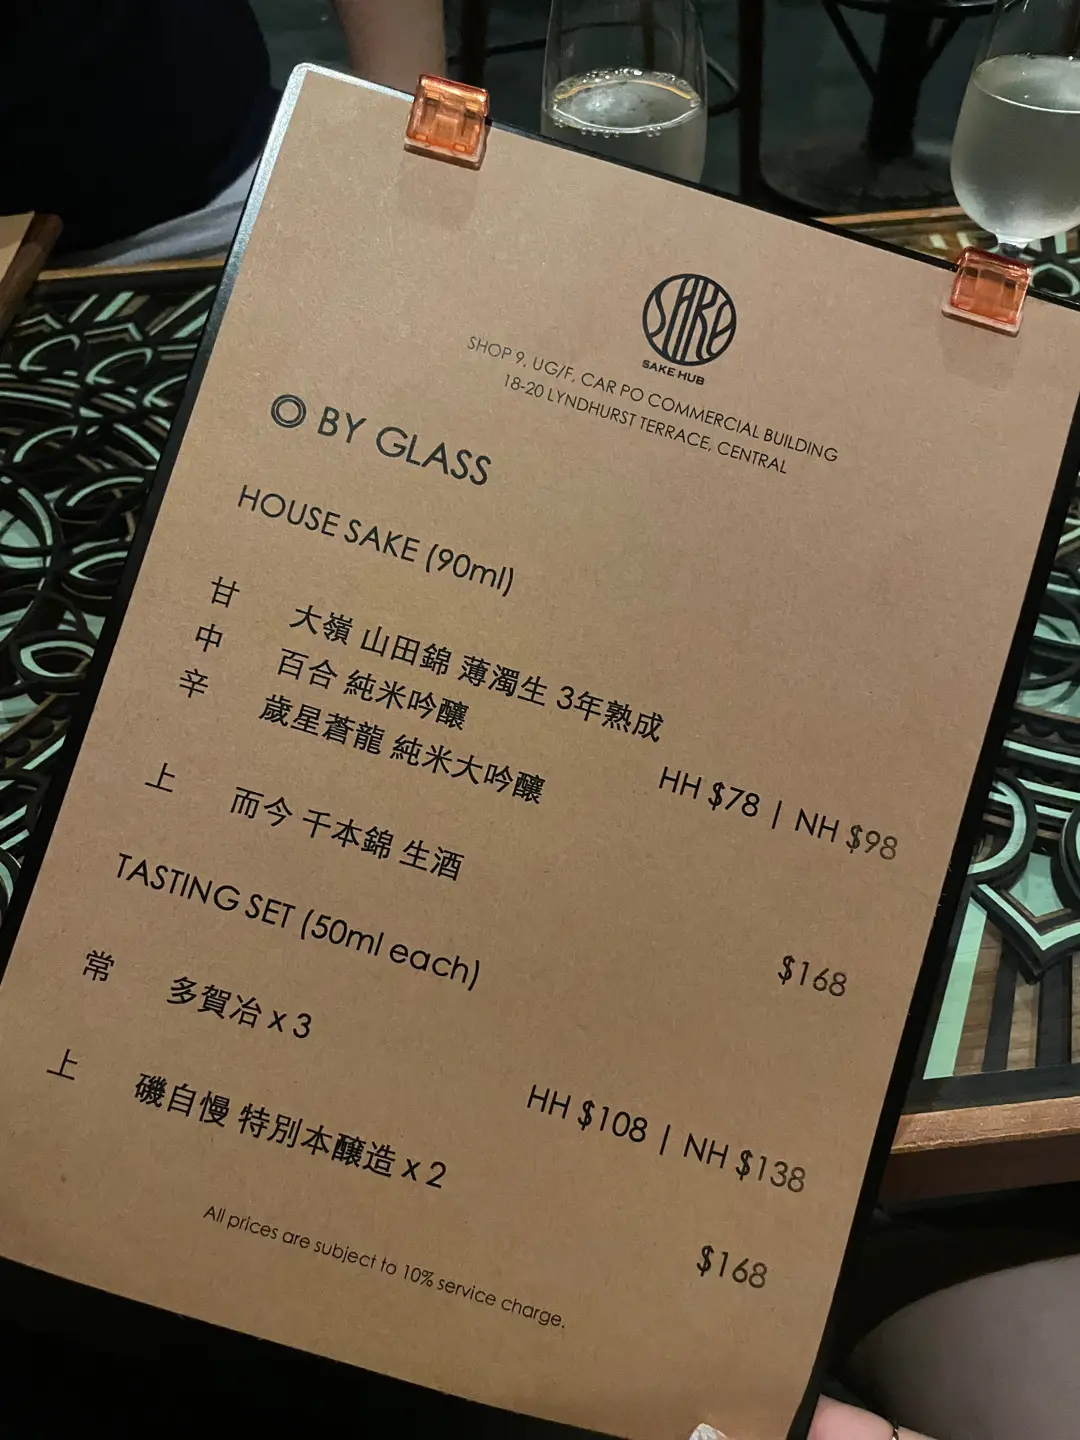 SAKE
SAKE HUB
SHOP 9, UG/F, CAR PO COMMERCIAL BUILDING
18-20 LYNDHURST TERRACE, CENTRAL
BY GLASS
HOUSE SAKE (90ml)
甘 大嶺 山田錦 薄濁生 3年熟成
中 百合 純米吟釀
辛 歲星蒼龍 純米大吟釀
HH $78 | NH $98
上 而今 千本錦 生酒
$168
TASTING SET (50ml each)
常 多賀冶 x 3
HH $108 | NH $138
上 磯自慢 特別本釀造 x 2
$168
All prices are subject to 10% service charge.